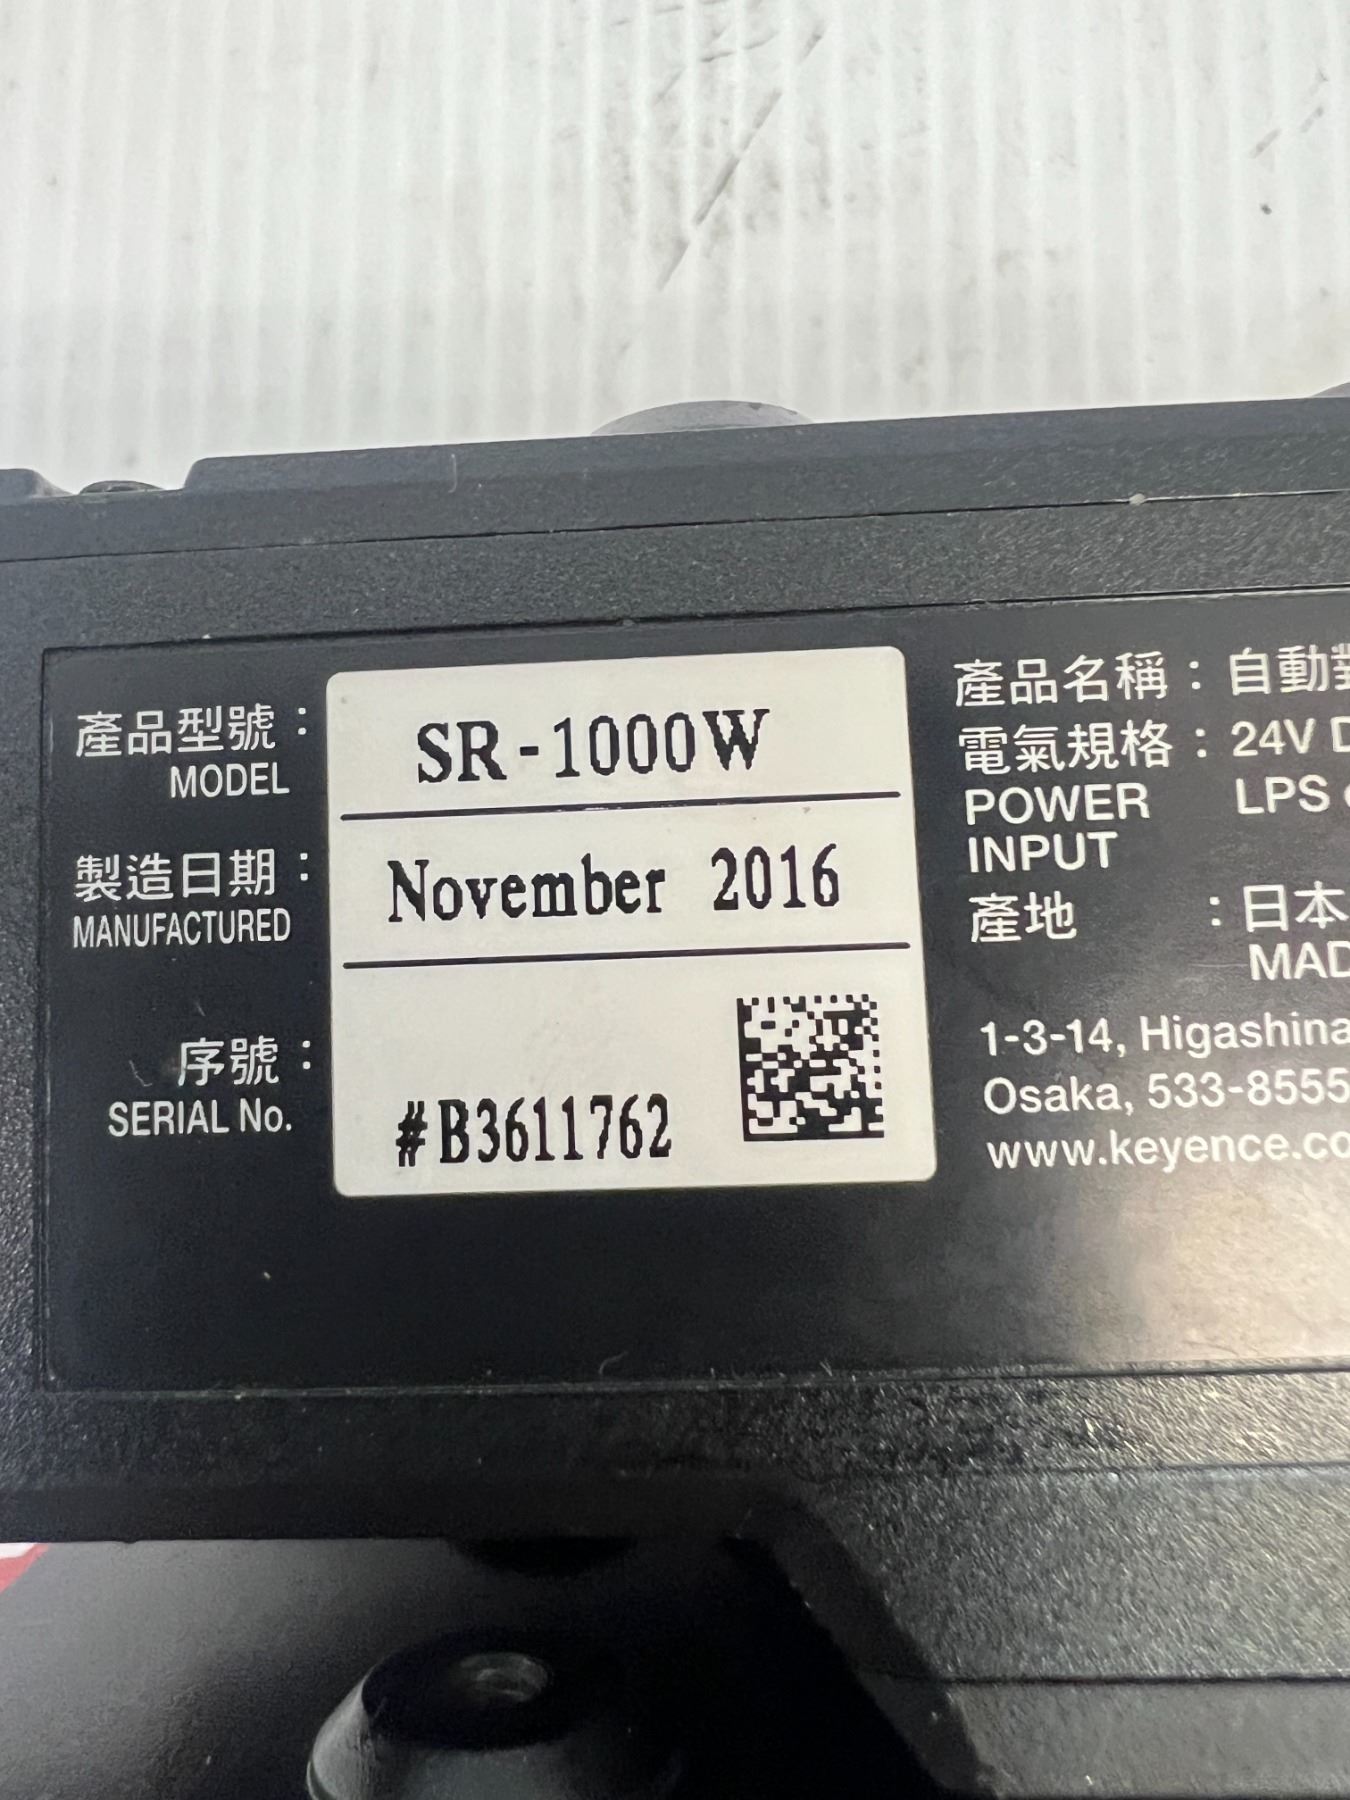 產品型號：
MODEL
SR-1000W
製造日期：
MANUFACTURED
November 2016
序號：
SERIAL No.
#B3611762
產品名稱：自動
電氣規格：24V D
POWER LPS
INPUT
產地 ：日本
MAD
1-3-14, Higashina
Osaka, 533-8555
www.keyence.co